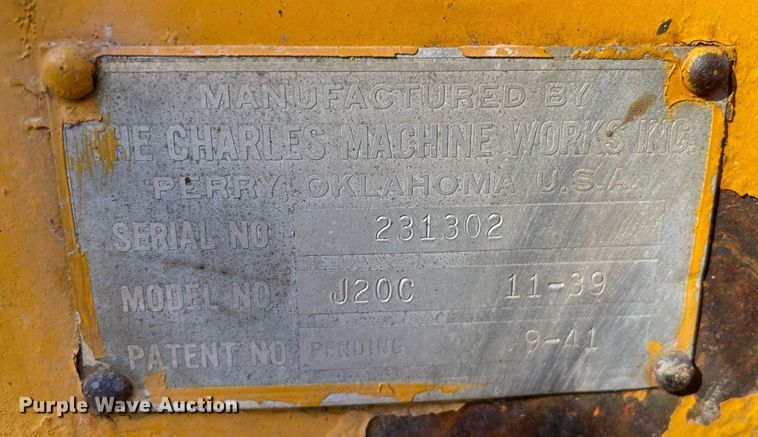 MANUFACTURED BY
THE CHARLES MACHINE WORKS INC.
PERRY, OKLAHOMA U.S.A.
SERIAL NO 231302
MODEL NO J20C 11-39
PATENT NO PENDING 9-41
Purple Wave Auction